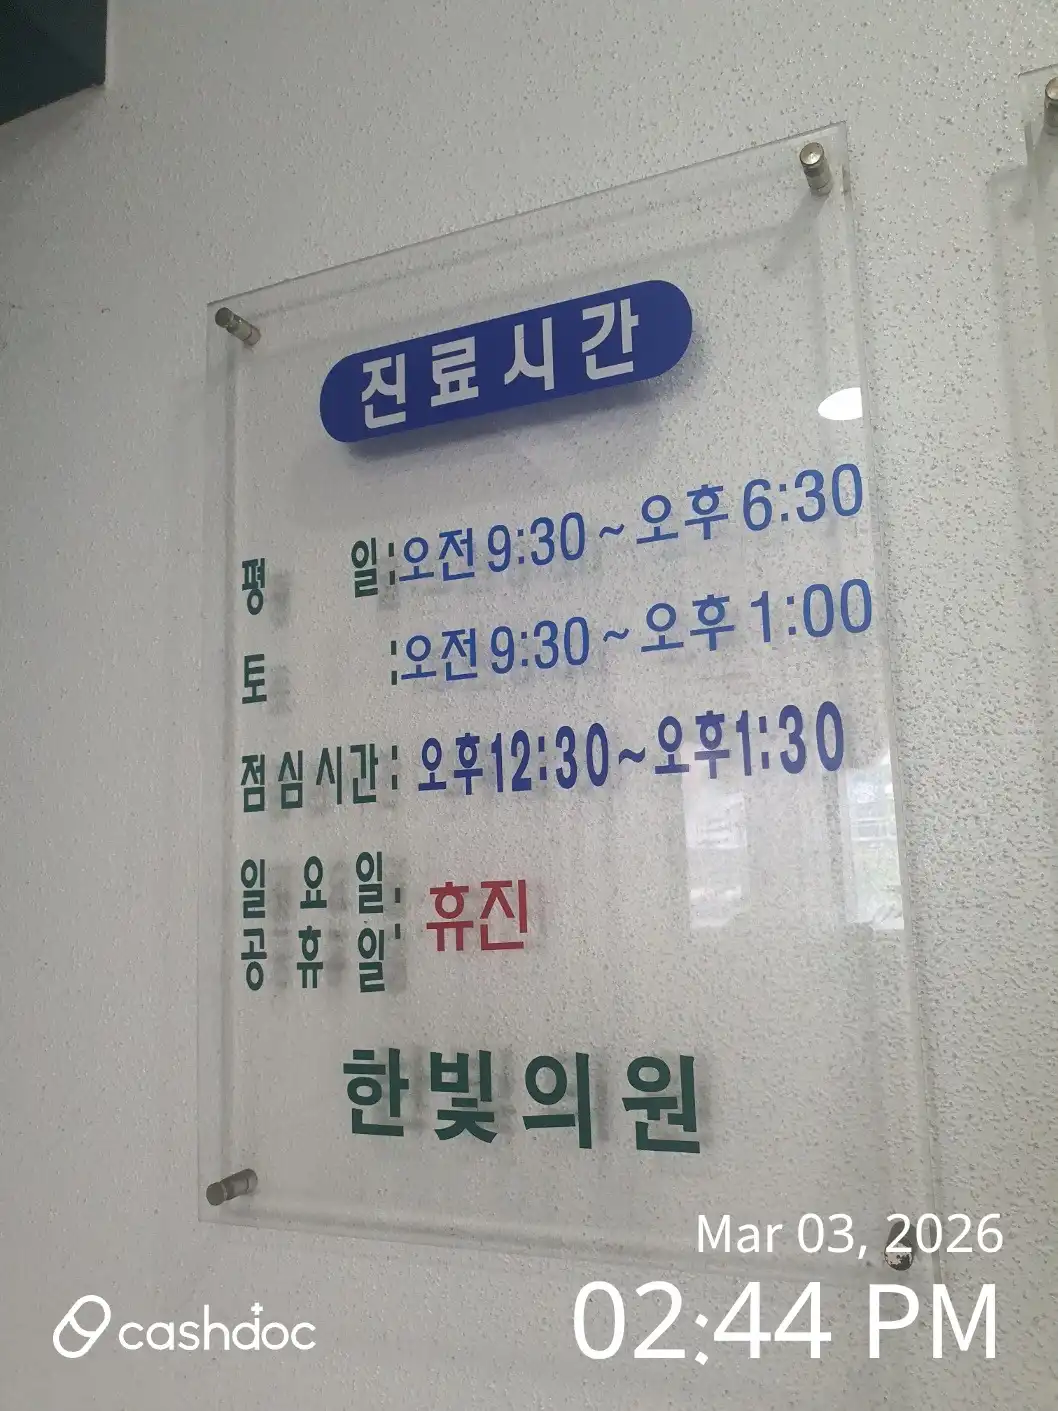 진료시간
평 일:오전 9:30 ~ 오후 6:30
토 :오전 9:30 ~ 오후 1:00
점심시간: 오후12:30~오후1:30
일 요 일,
공 휴 일' 휴진
한빛의원
Mar 03, 2026
02:44 PM
cashdoc